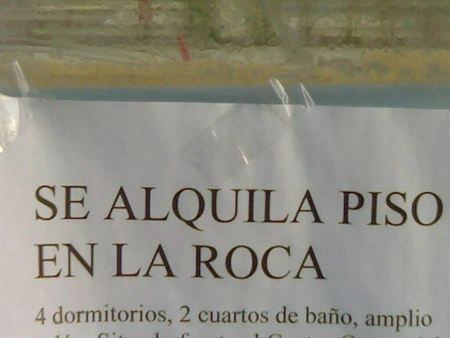 SE ALQUILA PISO
EN LA ROCA
4 dormitorios, 2 cuartos de baño, amplio